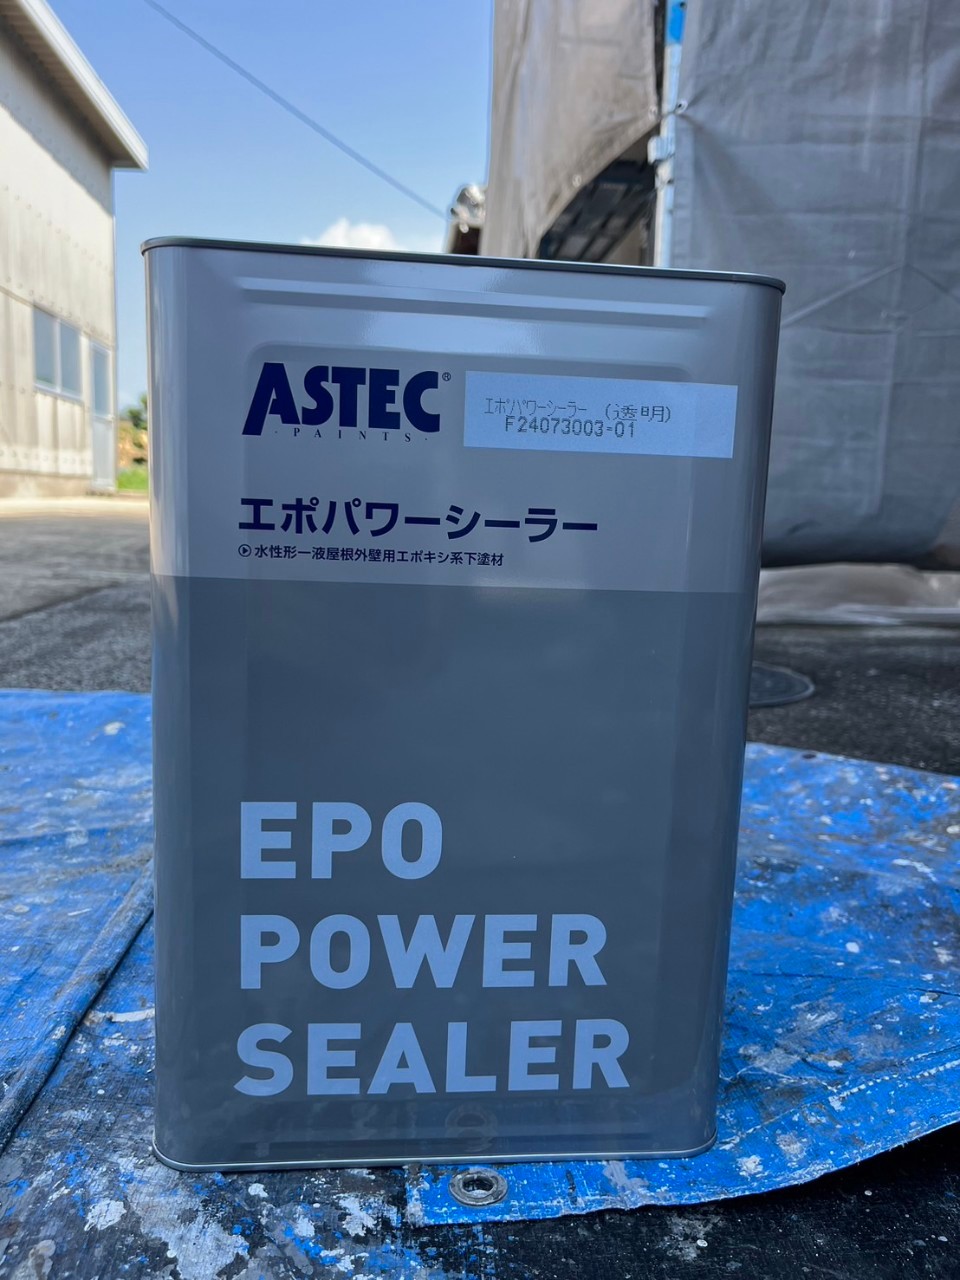 ASTEC®
・PAINTS・
エポパワーシーラー (透明)
F24073003-01
エポパワーシーラー
水性形一液屋根外壁用エポキシ系下塗材
EPO
POWER
SEALER